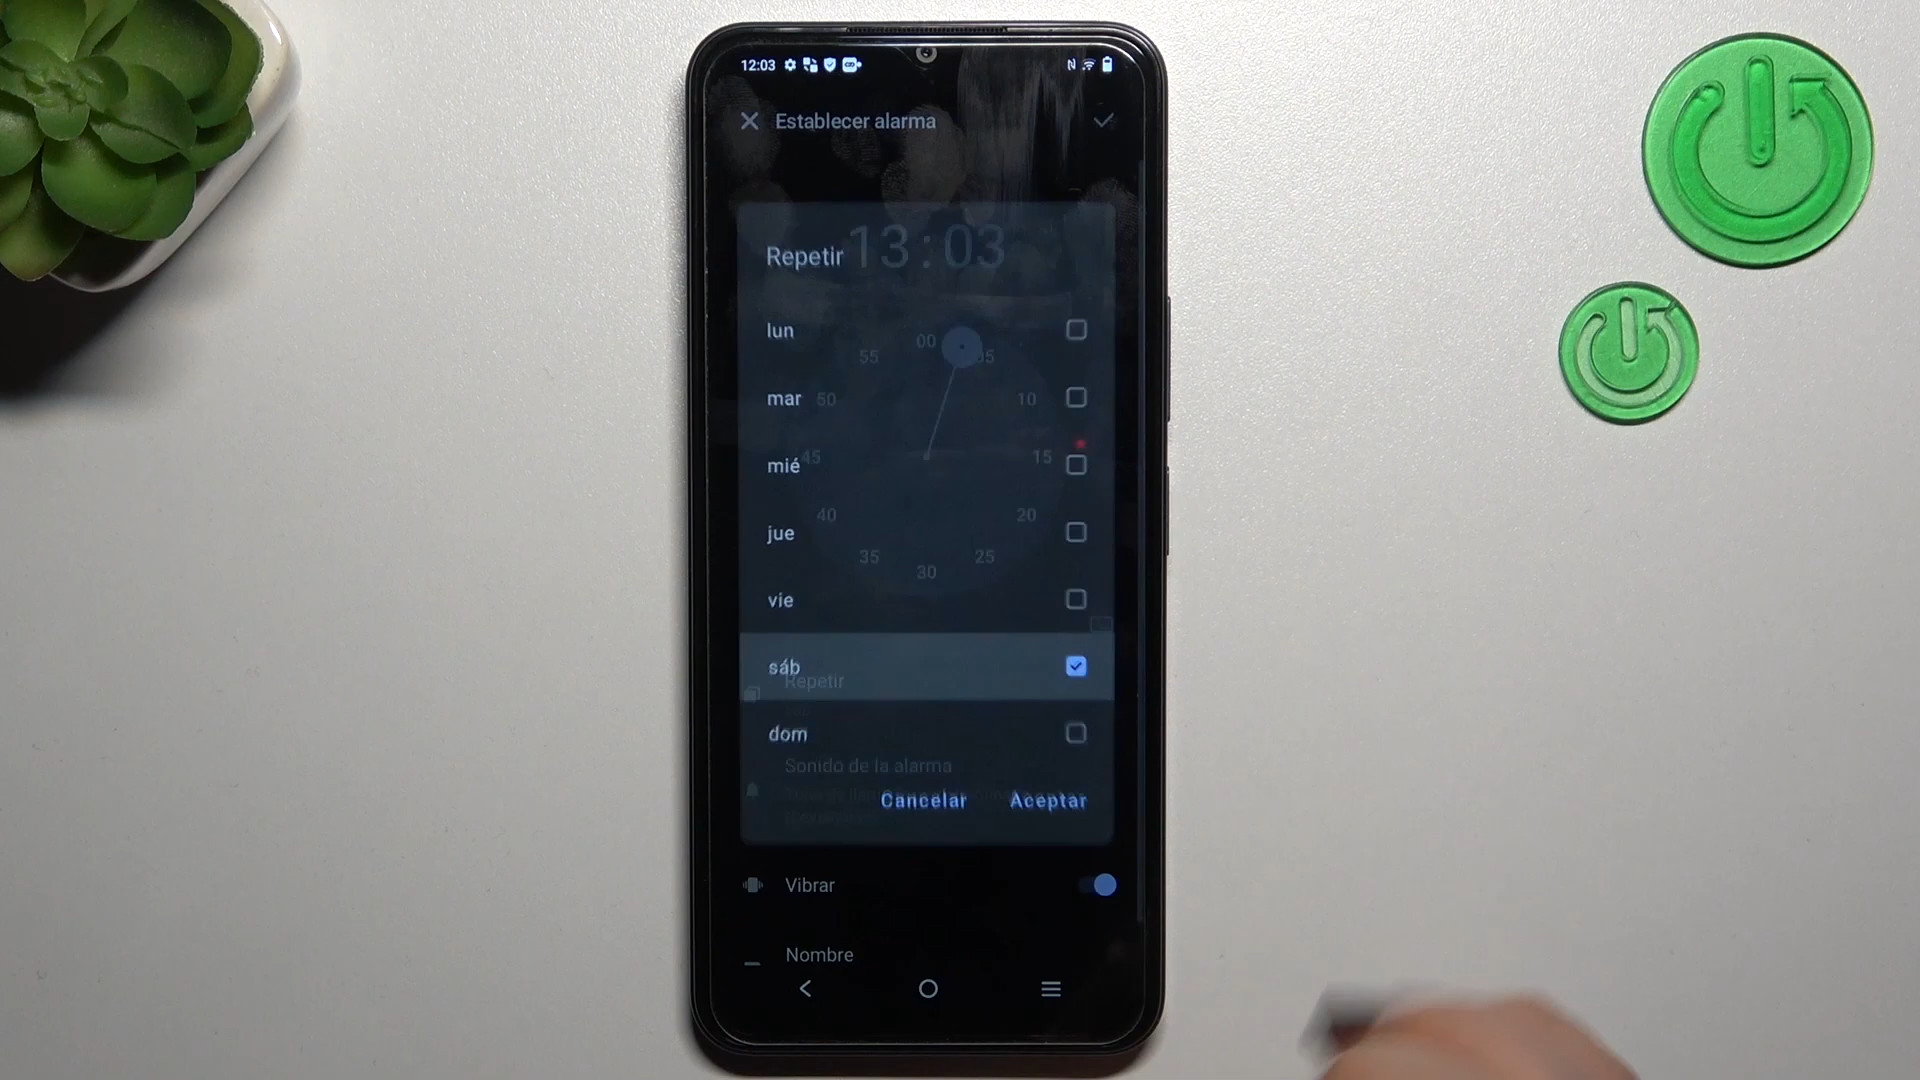 12:03
Establecer alarma
13:03
Repetir
lun
mar
mié
jue
vie
sáb
dom
00
05
55
50
10
45
15
40
20
35
25
30
Repetir
Sonido de la alarma
Cancelar
Aceptar
Vibrar
Nombre